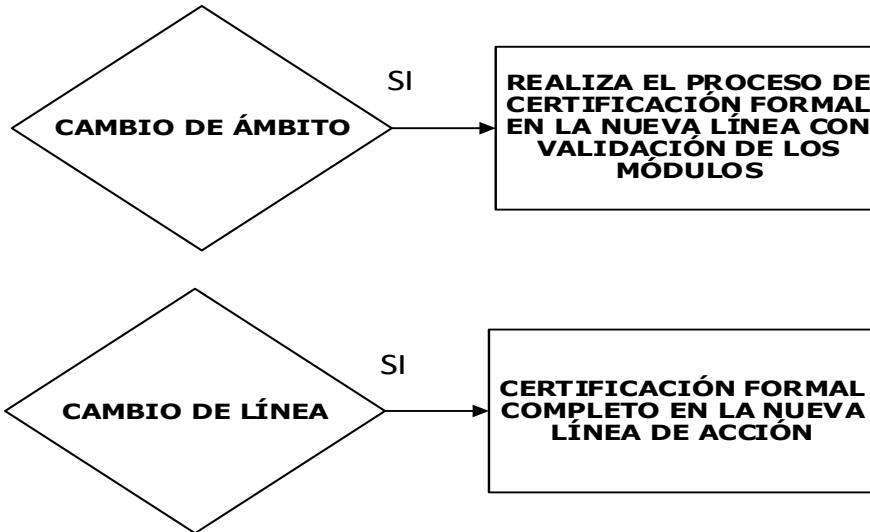 CAMBIO DE ÁMBITO
SI
REALIZA EL PROCESO DE
CERTIFICACIÓN FORMAL
EN LA NUEVA LÍNEA CON
VALIDACIÓN DE LOS
MÓDULOS
CAMBIO DE LÍNEA
SI
CERTIFICACIÓN FORMAL
COMPLETO EN LA NUEVA
LÍNEA DE ACCIÓN